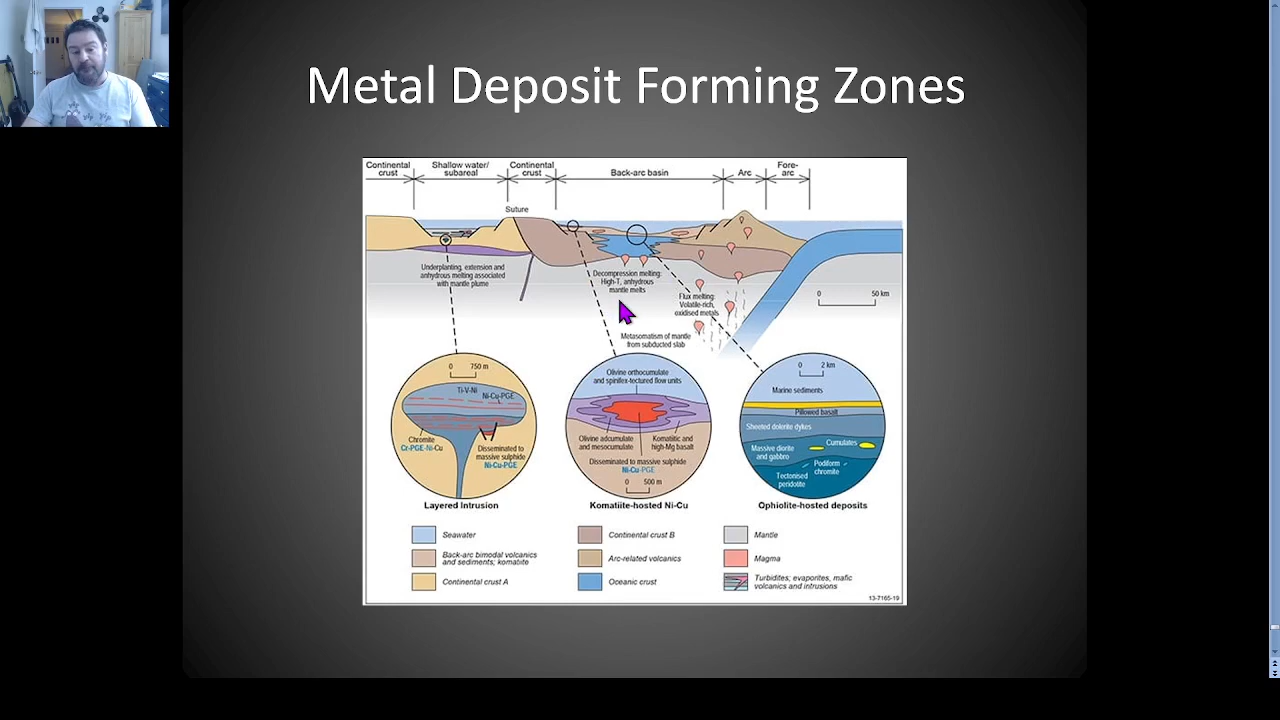 Metal Deposit Forming Zones
Continental
crust
Shallow water/
subareal
Continental
crust
Back-arc basin
Arc
Fore-
arc
Suture
Underplanting, extension and
anhydrous melting associated
with mantle plume
Decompression melting:
High-T, anhydrous
mantle melts
Flux melting:
Volatile-rich,
oxidised metals
Metasomatism of mantle
from subducted slab
0 50 km
0 750 m
Ti-V-Ni
Ni-Cu-PGE
Chromite
Cr-PGE-Ni-Cu
Disseminated to
massive sulphide
Ni-Cu-PGE
Layered Intrusion
Olivine orthocumulate
and spinifex-textured flow units
Olivine adcumulate
and mesocumulate
Komatiitic and
high-Mg basalt
Disseminated to massive sulphide
Ni-Cu-PGE
0 500 m
Komatiite-hosted Ni-Cu
0 2 km
Marine sediments
Pillowed basalt
Sheeted dolerite dykes
Massive diorite
and gabbro
Cumulates
Podiform
chromite
Tectonised
peridotite
Ophiolite-hosted deposits
Seawater
Back-arc bimodal volcanics
and sediments; komatiite
Continental crust A
Continental crust B
Arc-related volcanics
Oceanic crust
Mantle
Magma
Turbidites; evaporites, mafic
volcanics and intrusions
13-7165-19